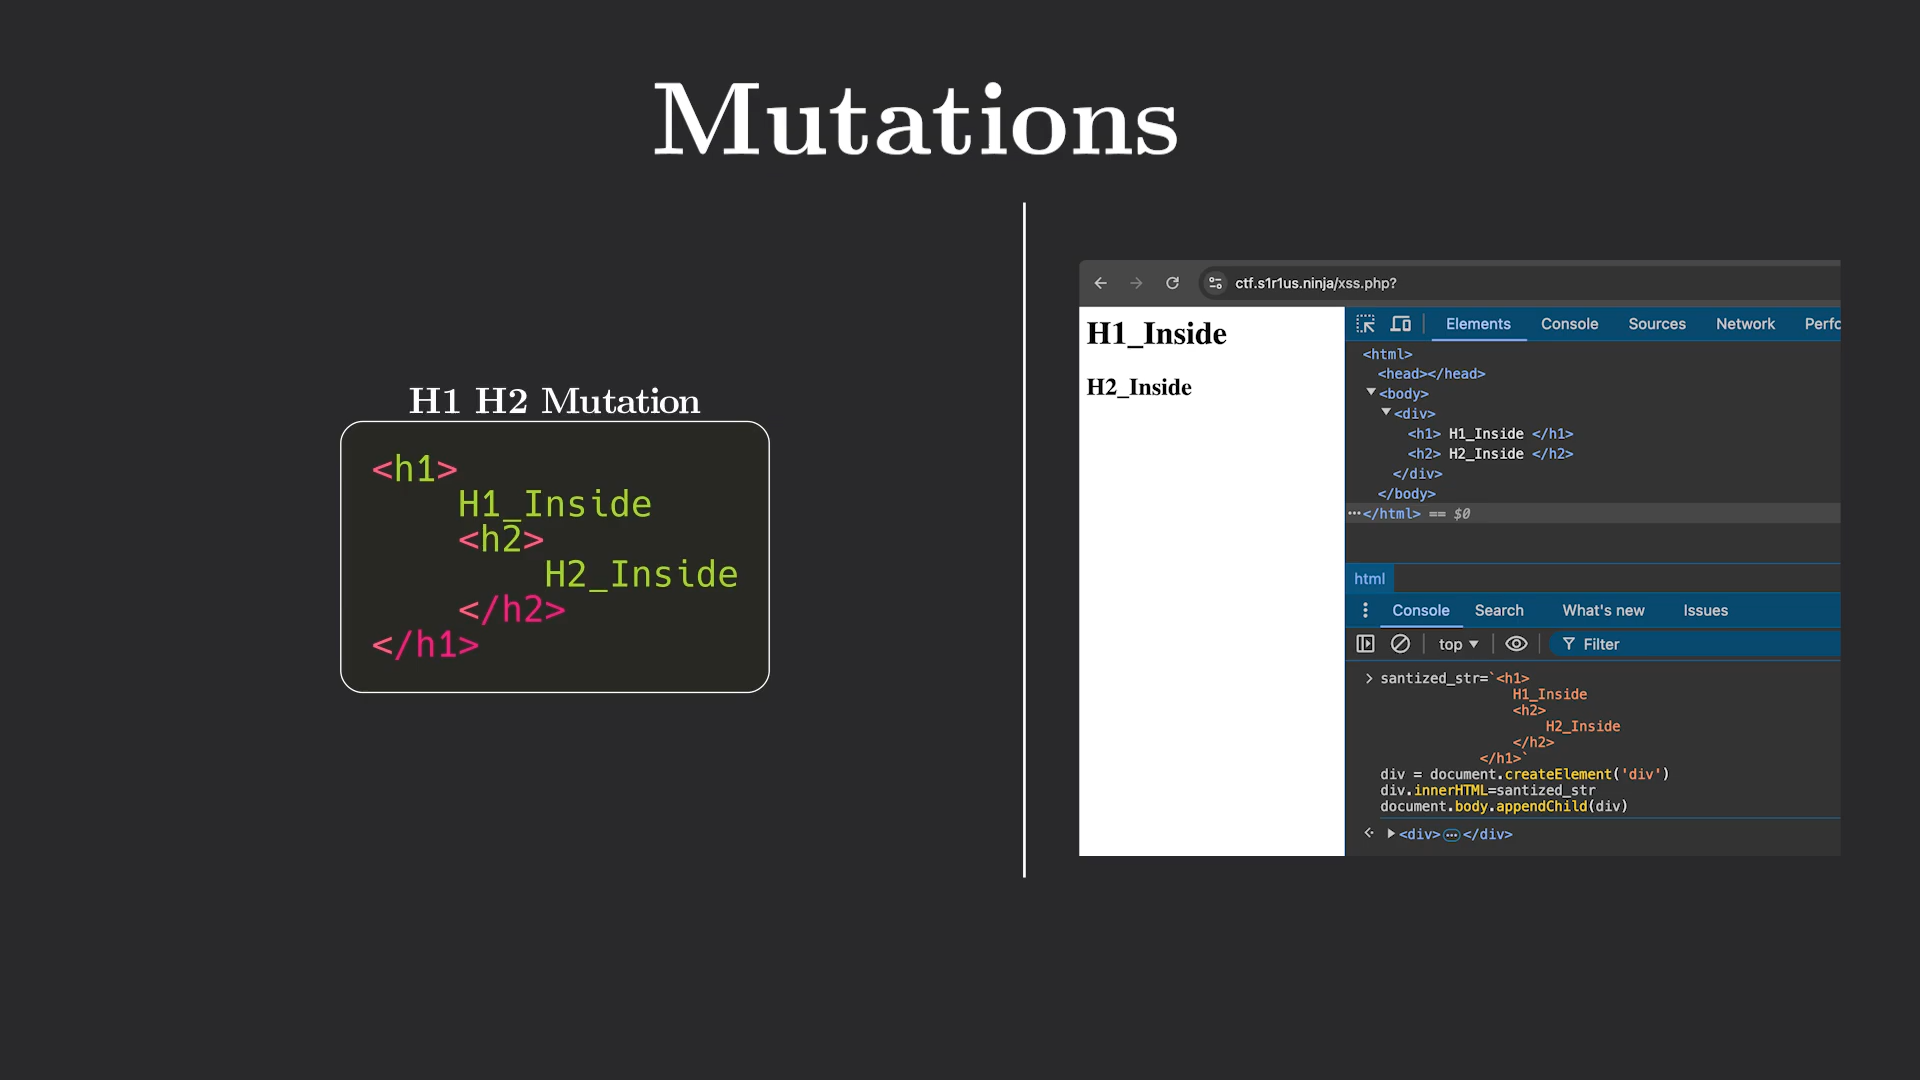 Mutations
H1 H2 Mutation
<h1>
H1_Inside
<h2>
H2_Inside
</h2>
</h1>
ctf.s1r1us.ninja/xss.php?
H1_Inside
H2_Inside
Elements Console Sources Network Perfo
<html>
<head></head>
<body>
<div>
<h1> H1_Inside </h1>
<h2> H2_Inside </h2>
</div>
</body>
</html> == $0
html
Console Search What's new Issues
top Filter
santized_str=`<h1>
H1_Inside
<h2>
H2_Inside
</h2>
</h1>`
div = document.createElement('div')
div.innerHTML=santized_str
document.body.appendChild(div)
<div>…</div>